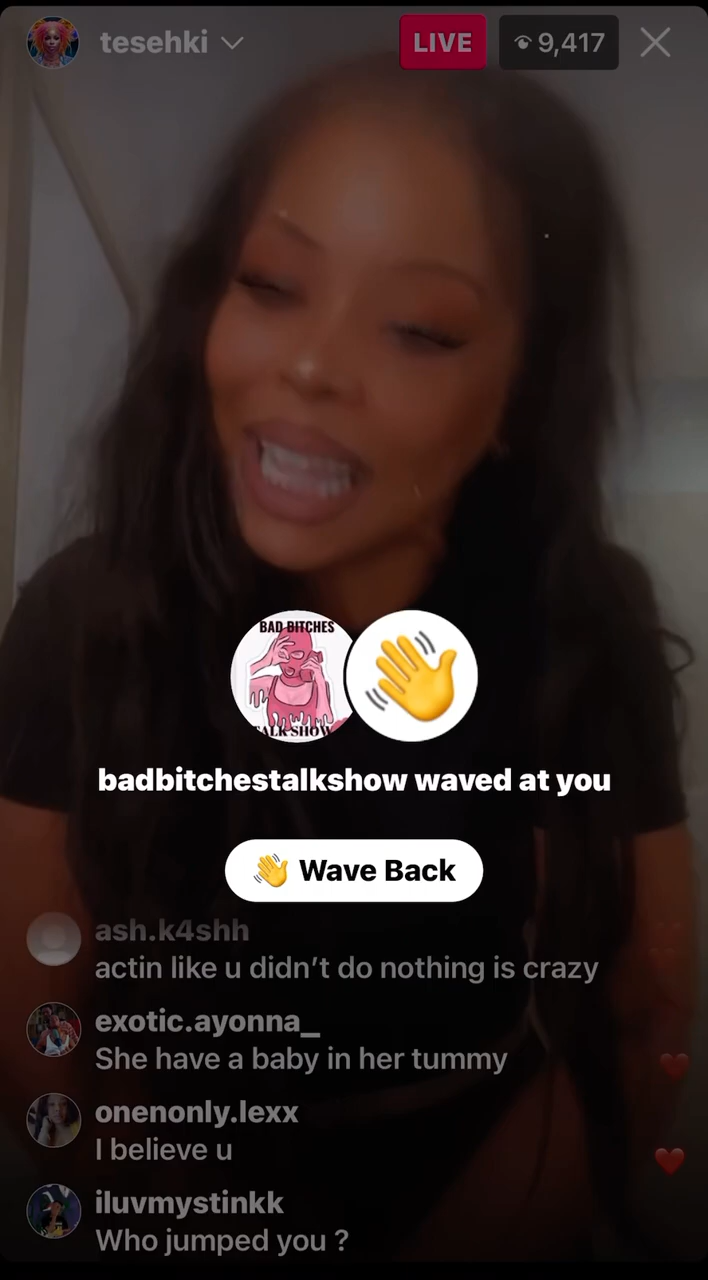 tesehki
LIVE
9,417
BAD BITCHES
TALK SHOW
badbitchestalkshow waved at you
Wave Back
ash.k4shh
actin like u didn’t do nothing is crazy
exotic.ayonna_
She have a baby in her tummy
onenonly.lexx
I believe u
iluvmystinkk
Who jumped you ?